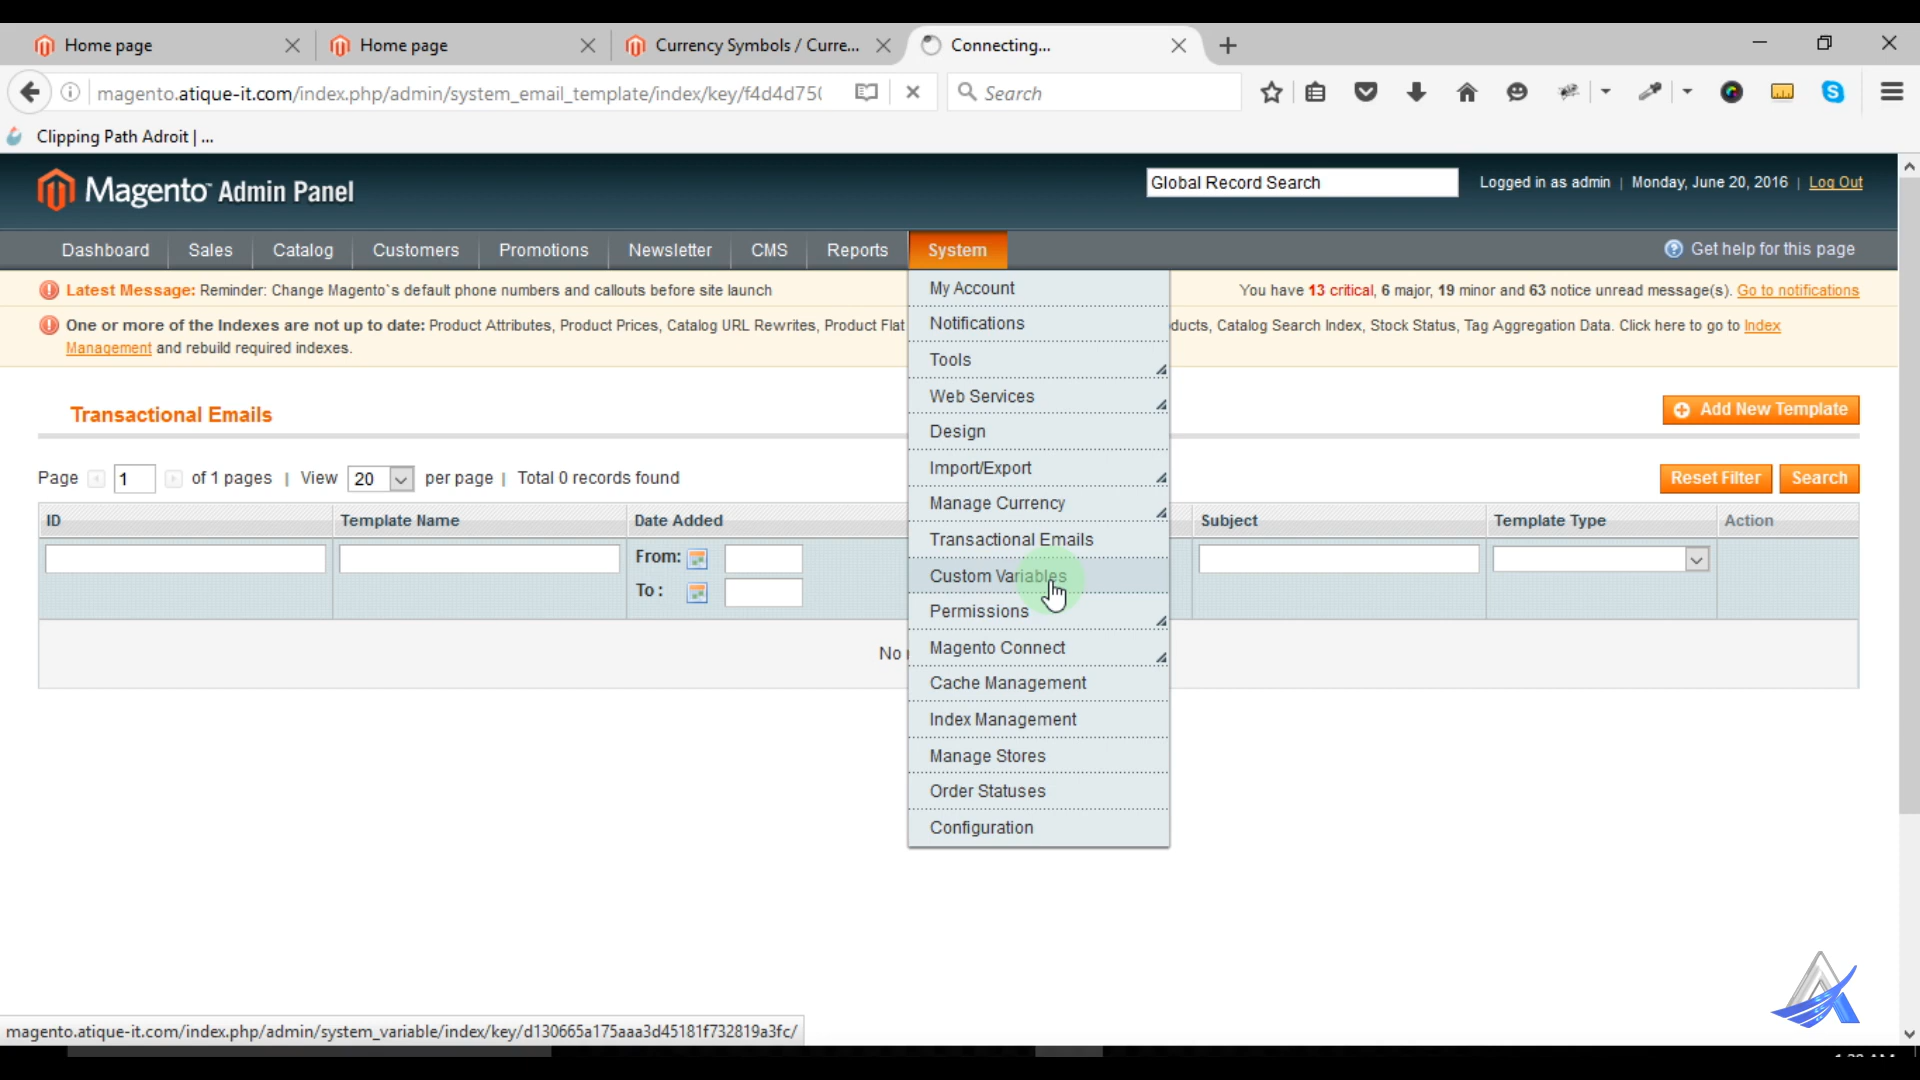 Home page
Home page
Currency Symbols / Curre...
Connecting...
magento.atique-it.com/index.php/admin/system_email_template/index/key/f4d4d75(
Search
Clipping Path Adroit | ...
Magento Admin Panel
Global Record Search
Logged in as admin | Monday, June 20, 2016 | Log Out
Dashboard
Sales
Catalog
Customers
Promotions
Newsletter
CMS
Reports
System
Get help for this page
Latest Message: Reminder: Change Magento`s default phone numbers and callouts before site launch
You have 13 critical, 6 major, 19 minor and 63 notice unread message(s). Go to notifications
One or more of the Indexes are not up to date: Product Attributes, Product Prices, Catalog URL Rewrites, Product Flat
ducts, Catalog Search Index, Stock Status, Tag Aggregation Data. Click here to go to Index
Management and rebuild required indexes.
My Account
Notifications
Tools
Web Services
Design
Import/Export
Manage Currency
Transactional Emails
Custom Variables
Permissions
Magento Connect
Cache Management
Index Management
Manage Stores
Order Statuses
Configuration
Transactional Emails
Add New Template
Page 1 of 1 pages | View 20 per page | Total 0 records found
Reset Filter
Search
ID
Template Name
Date Added
Subject
Template Type
Action
From:
To :
No
magento.atique-it.com/index.php/admin/system_variable/index/key/d130665a175aaa3d45181f732819a3fc/